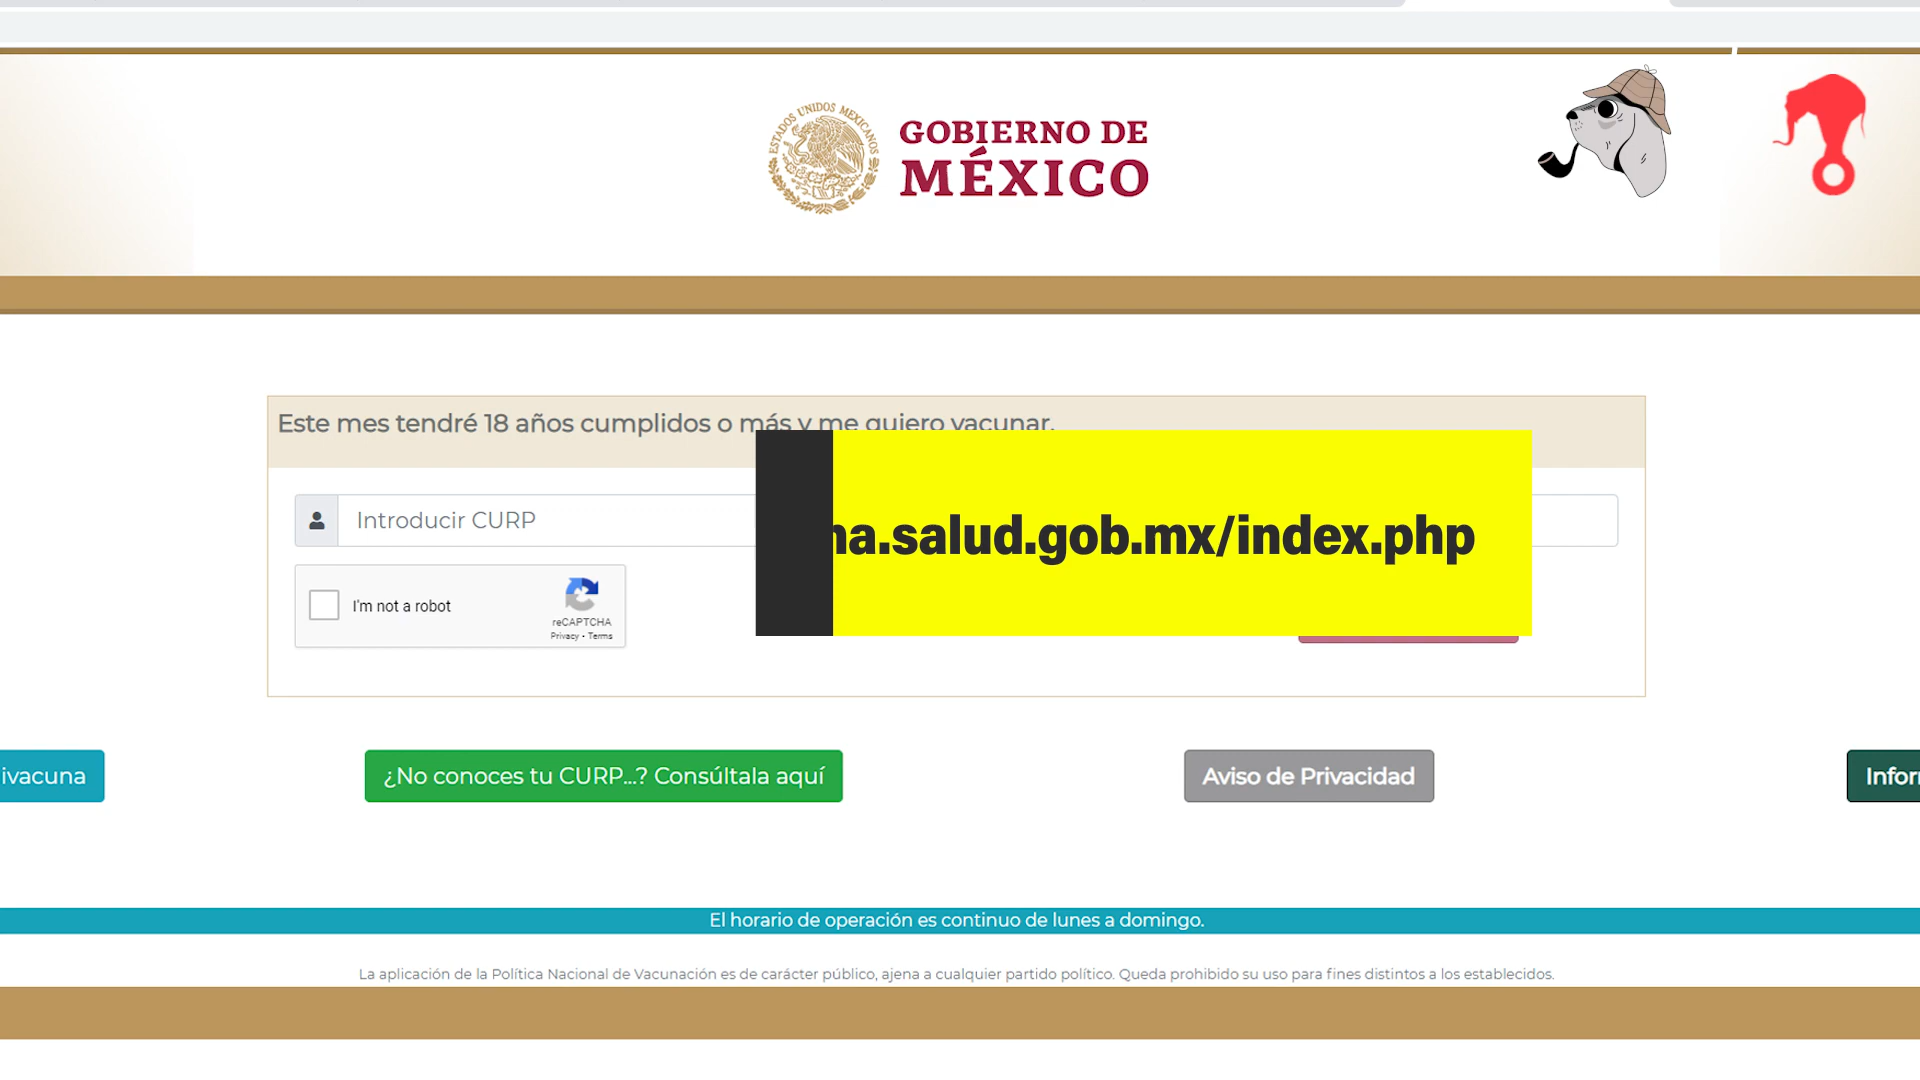 ESTADOS UNIDOS MEXICANOS
GOBIERNO DE
MÉXICO
Este mes tendré 18 años cumplidos o más y me quiero vacunar.
Introducir CURP
na.salud.gob.mx/index.php
I'm not a robot
reCAPTCHA
Privacy • Terms
ivacuna
¿No conoces tu CURP...? Consúltala aquí
Aviso de Privacidad
Infor
El horario de operación es continuo de lunes a domingo.
La aplicación de la Política Nacional de Vacunación es de carácter público, ajena a cualquier partido político. Queda prohibido su uso para fines distintos a los establecidos.